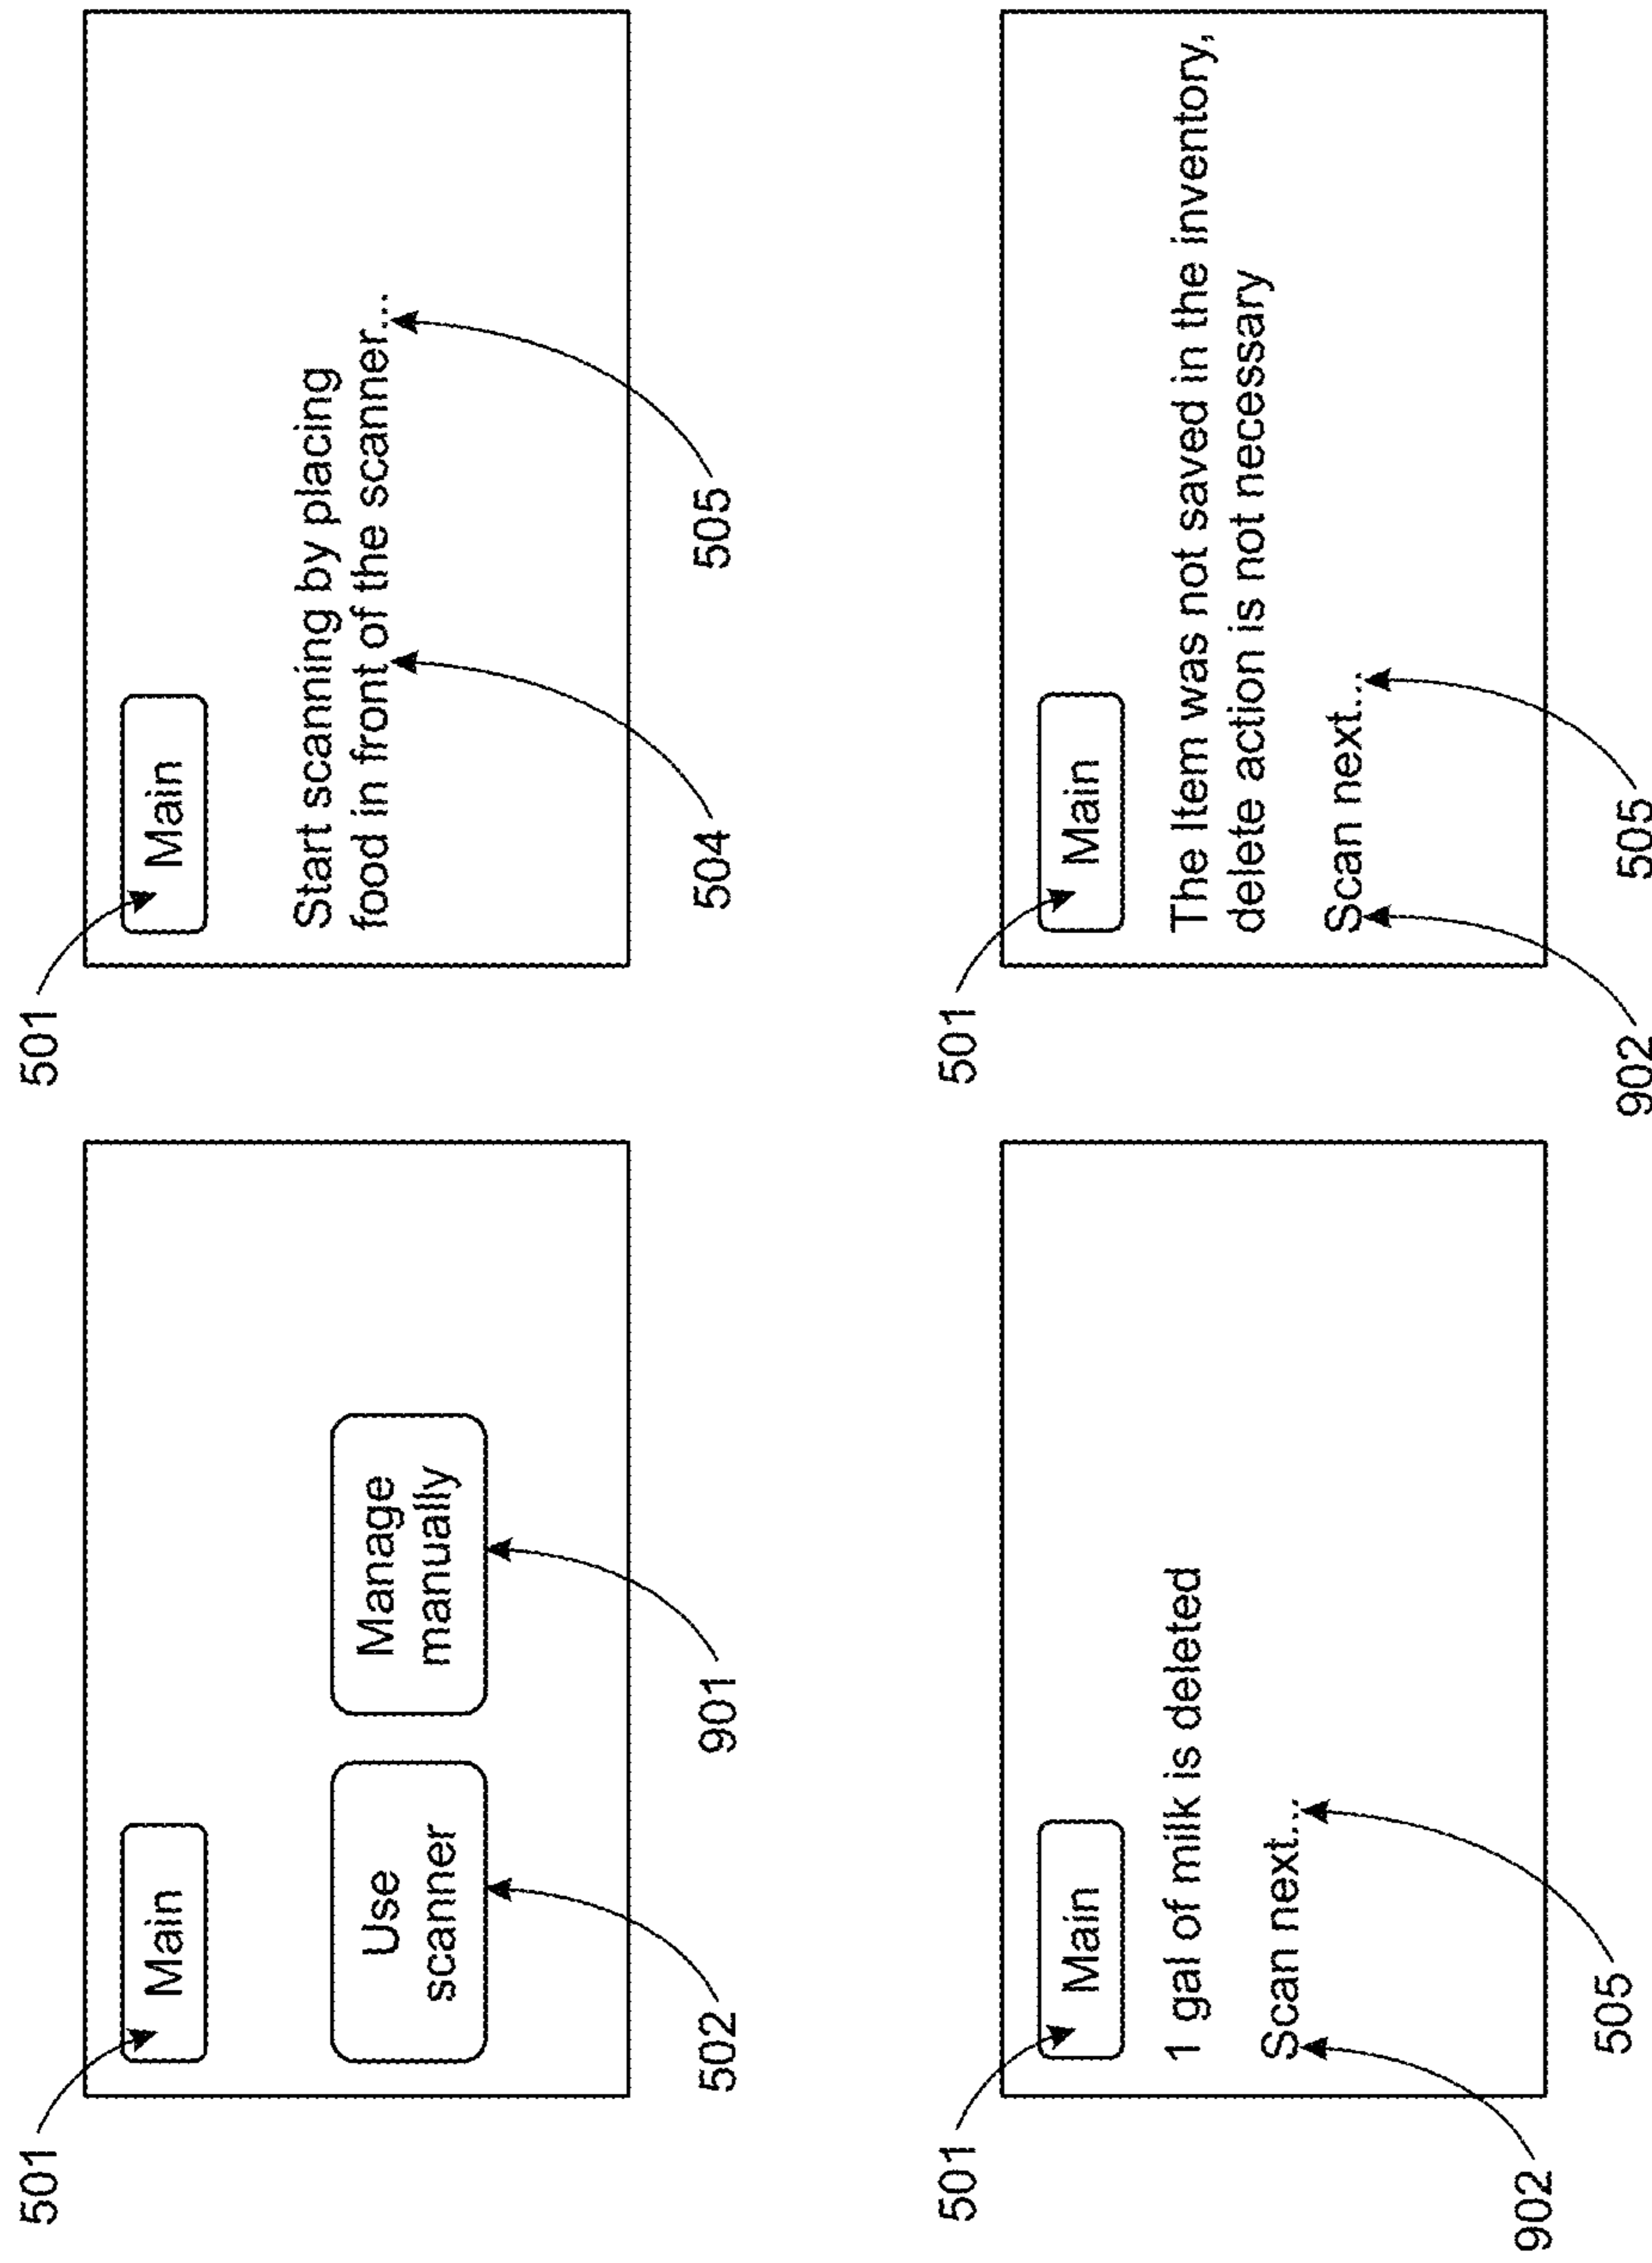 501
Main
Use
scanner
Manage
manually
502
901
501
Main
Start scanning by placing
food in front of the scanner...
504
505
501
Main
1 gal of milk is deleted
Scan next...
902
505
501
Main
The Item was not saved in the inventory,
delete action is not necessary
Scan next...
902
505